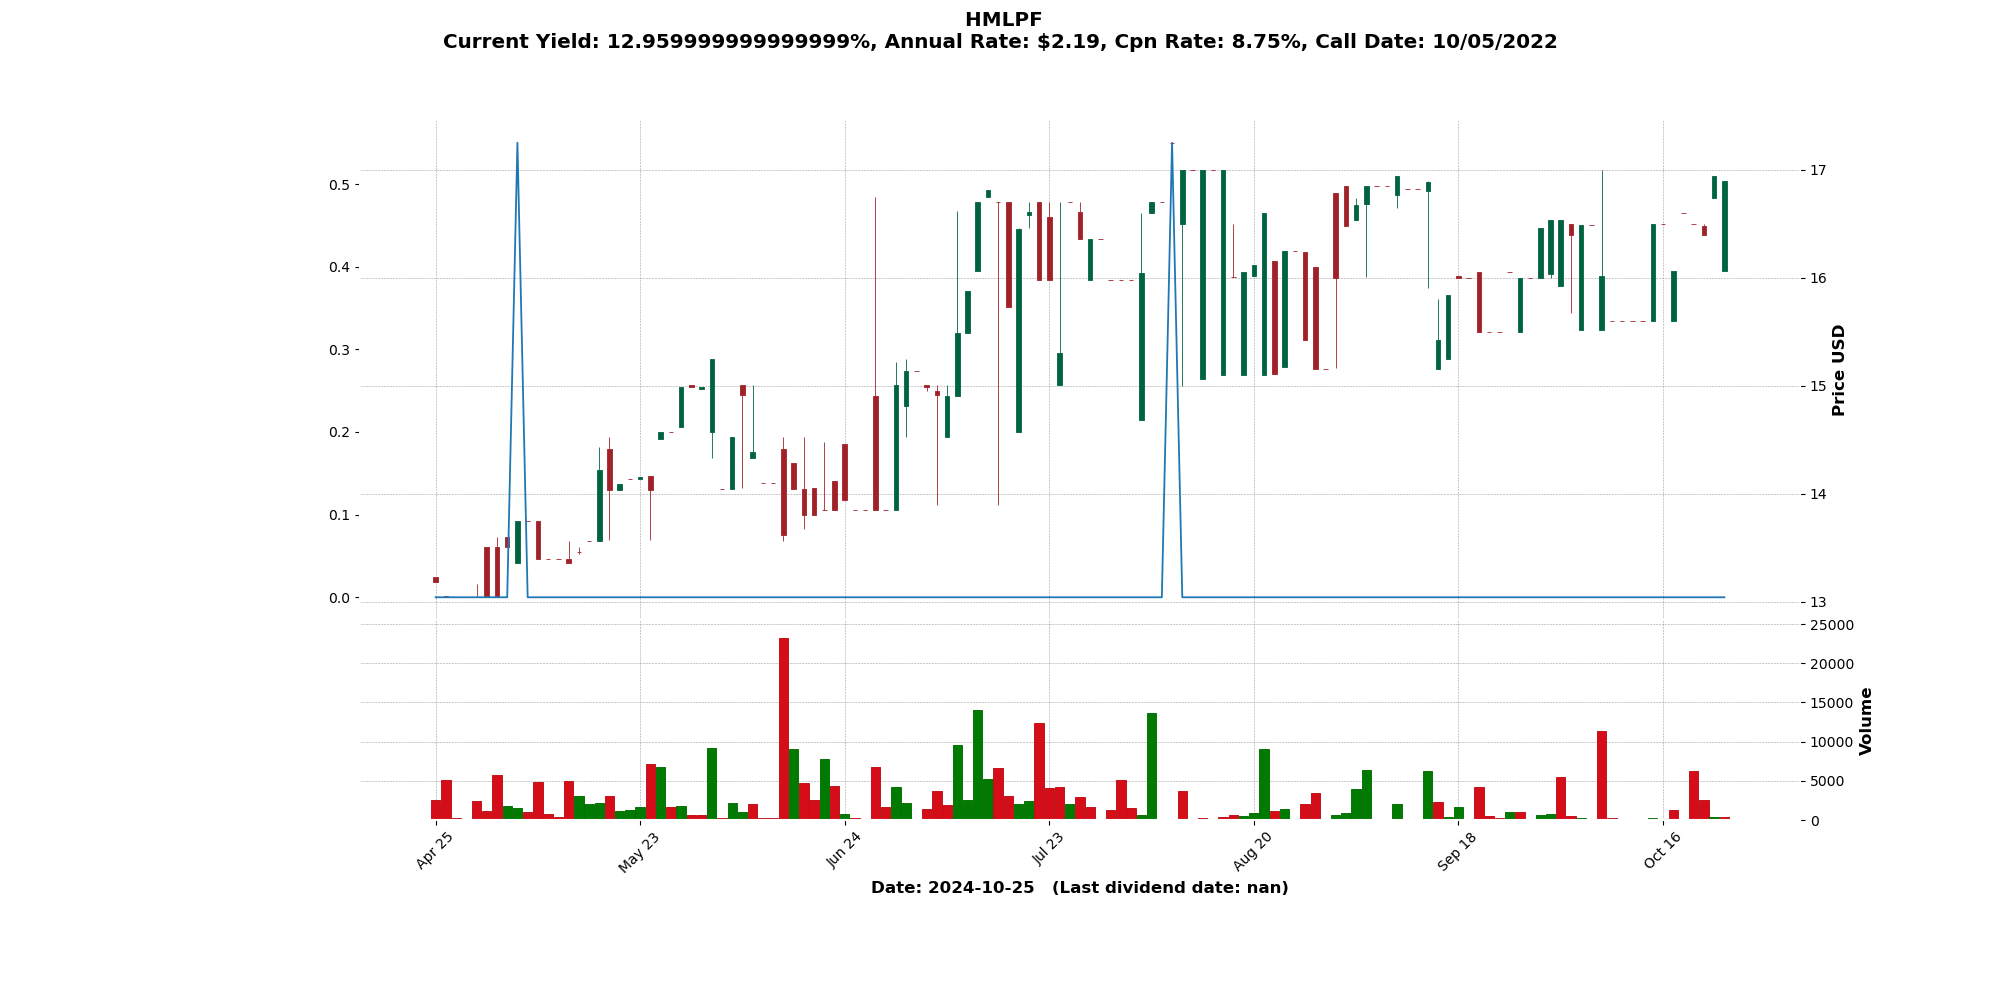 HMLPF
Current Yield: 12.959999999999999%, Annual Rate: $2.19, Cpn Rate: 8.75%, Call Date: 10/05/2022
0.5
0.4
0.3
0.2
0.1
0.0
17
16
15
14
13
Price USD
25000
20000
15000
10000
5000
0
Volume
Apr 25
May 23
Jun 24
Jul 23
Aug 20
Sep 18
Oct 16
Date: 2024-10-25 (Last dividend date: nan)